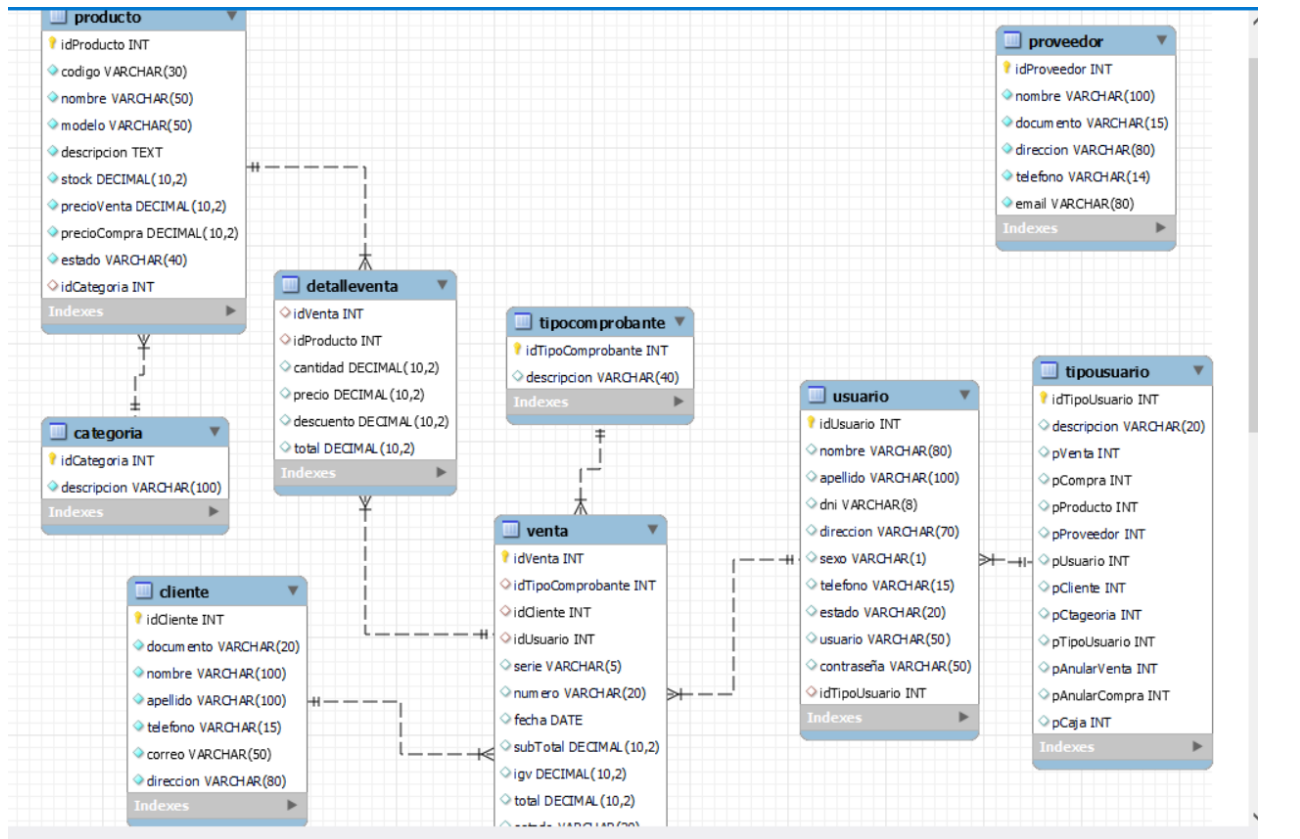 producto
idProducto INT
codigo VARCHAR(30)
nombre VARCHAR(50)
modelo VARCHAR(50)
descripcion TEXT
stock DECIMAL(10,2)
precioVenta DECIMAL(10,2)
precioCompra DECIMAL(10,2)
estado VARCHAR(40)
idCategoria INT
Indexes
proveedor
idProveedor INT
nombre VARCHAR(100)
documento VARCHAR(15)
direccion VARCHAR(80)
telefono VARCHAR(14)
email VARCHAR(80)
Indexes
detalleventa
idVenta INT
idProducto INT
cantidad DECIMAL(10,2)
precio DECIMAL(10,2)
descuento DECIMAL(10,2)
total DECIMAL(10,2)
Indexes
tipocomprobante
idTipoComprobante INT
descripcion VARCHAR(40)
Indexes
categoria
idCategoria INT
descripcion VARCHAR(100)
Indexes
usuario
idUsuario INT
nombre VARCHAR(80)
apellido VARCHAR(100)
dni VARCHAR(8)
direccion VARCHAR(70)
sexo VARCHAR(1)
telefono VARCHAR(15)
estado VARCHAR(20)
usuario VARCHAR(50)
contraseña VARCHAR(50)
idTipoUsuario INT
Indexes
tipousuario
idTipoUsuario INT
descripcion VARCHAR(20)
pVenta INT
pCompra INT
pProducto INT
pProveedor INT
pUsuario INT
pCliente INT
pCtageoria INT
pTipoUsuario INT
pAnularVenta INT
pAnularCompra INT
pCaja INT
Indexes
cliente
idCliente INT
documento VARCHAR(20)
nombre VARCHAR(100)
apellido VARCHAR(100)
telefono VARCHAR(15)
correo VARCHAR(50)
direccion VARCHAR(80)
Indexes
venta
idVenta INT
idTipoComprobante INT
idCliente INT
idUsuario INT
serie VARCHAR(5)
numero VARCHAR(20)
fecha DATE
subTotal DECIMAL(10,2)
igv DECIMAL(10,2)
total DECIMAL(10,2)